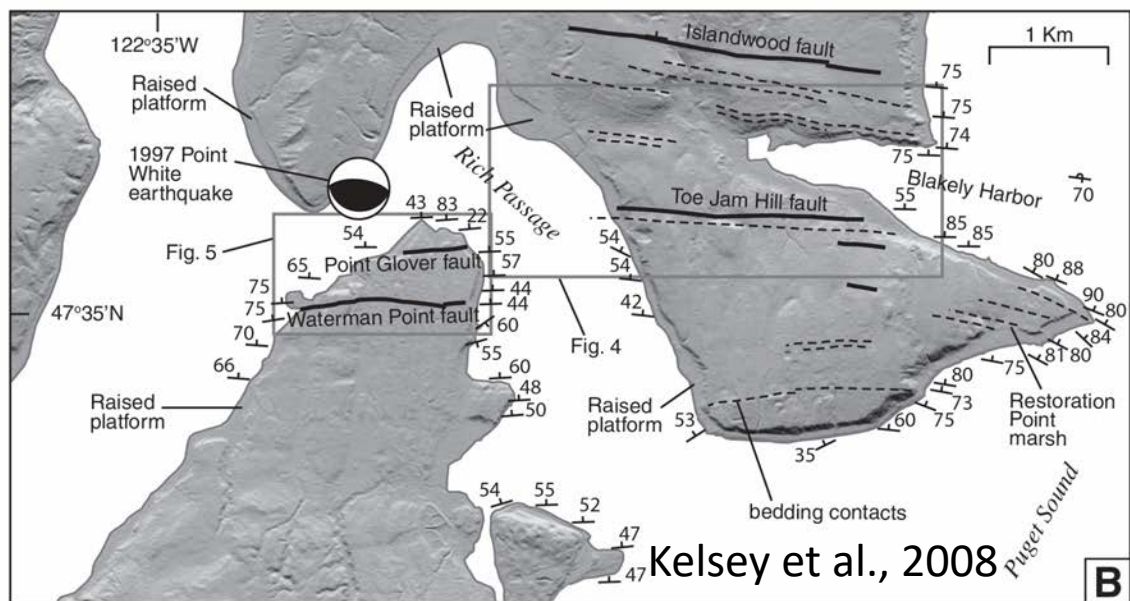 122°35'W
Islandwood fault
1 Km
Raised
platform
Raised
platform
1997 Point
White
earthquake
Rich Passage
75
75
74
75
Blakely Harbor
70
55
Toe Jam Hill fault
43
83
22
54
55
Fig. 5
Point Glover fault
54
85
85
65
57
54
80
88
75
44
44
42
90
47°35'N
75
Waterman Point fault
80
70
60
Fig. 4
84
55
80
81
75
66
60
80
Raised
platform
48
Raised
platform
73
Restoration
Point
marsh
50
53
75
60
35
54
55
52
bedding contacts
Puget Sound
47
47
Kelsey et al., 2008
B